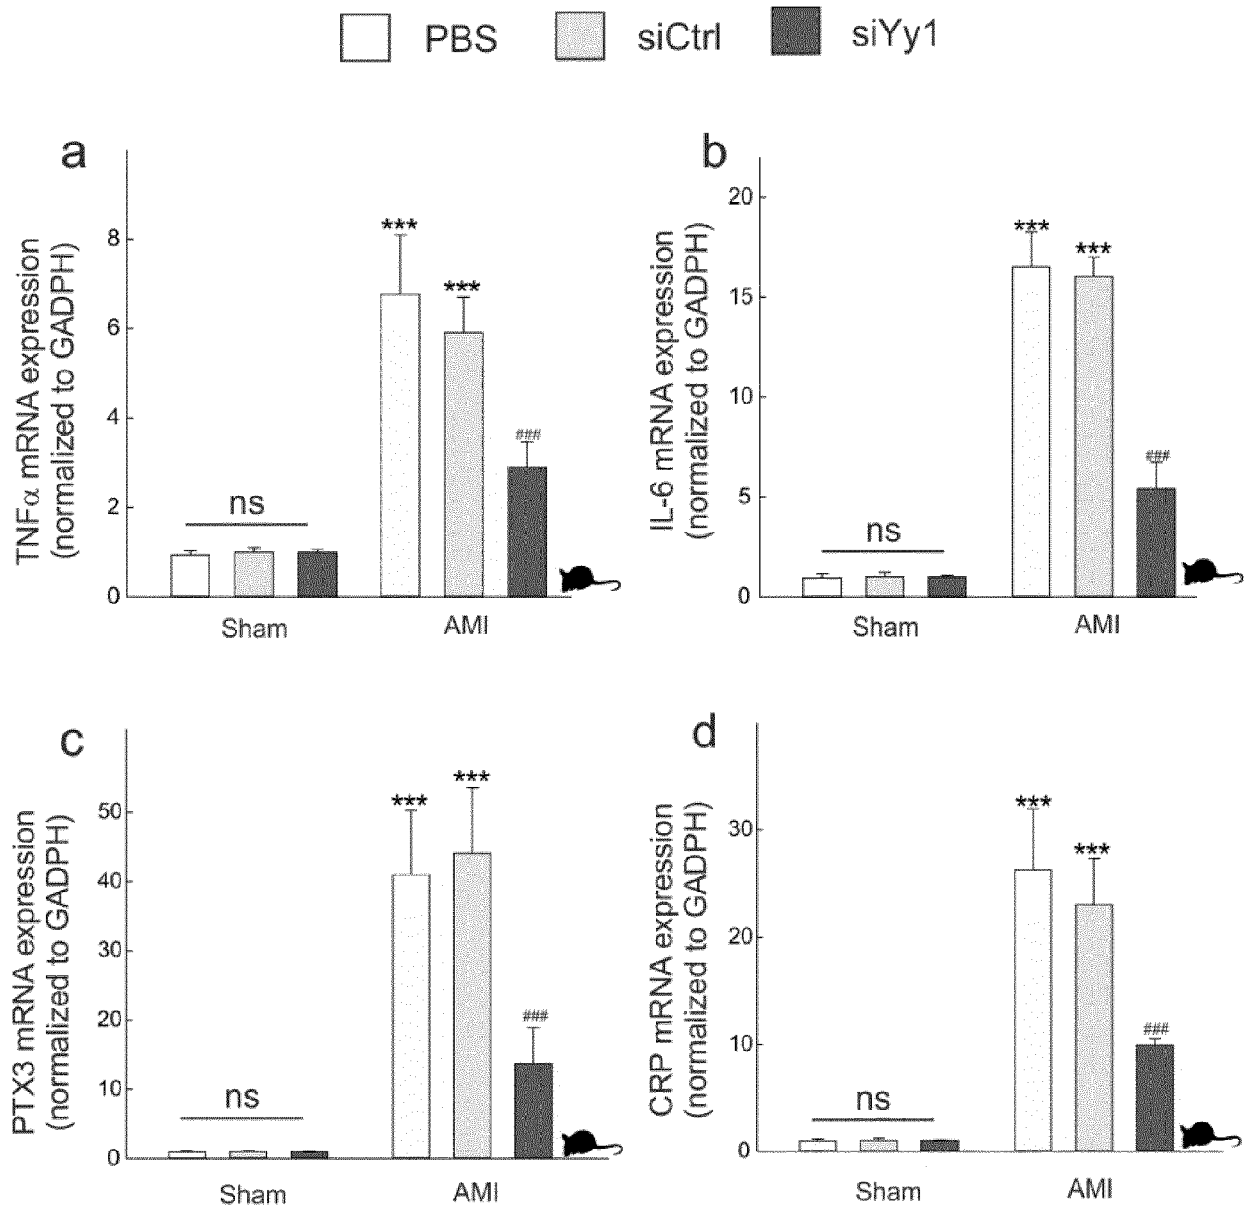 PBS siCtrl siYy1
a
TNFα mRNA expression
(normalized to GADPH)
8
6
4
2
0
***
***
###
ns
Sham AMI
b
IL-6 mRNA expression
(normalized to GADPH)
20
15
10
5
0
***
***
###
ns
Sham AMI
c
PTX3 mRNA expression
(normalized to GADPH)
50
40
30
20
10
0
***
***
###
ns
Sham AMI
d
CRP mRNA expression
(normalized to GADPH)
30
20
10
0
***
***
###
ns
Sham AMI